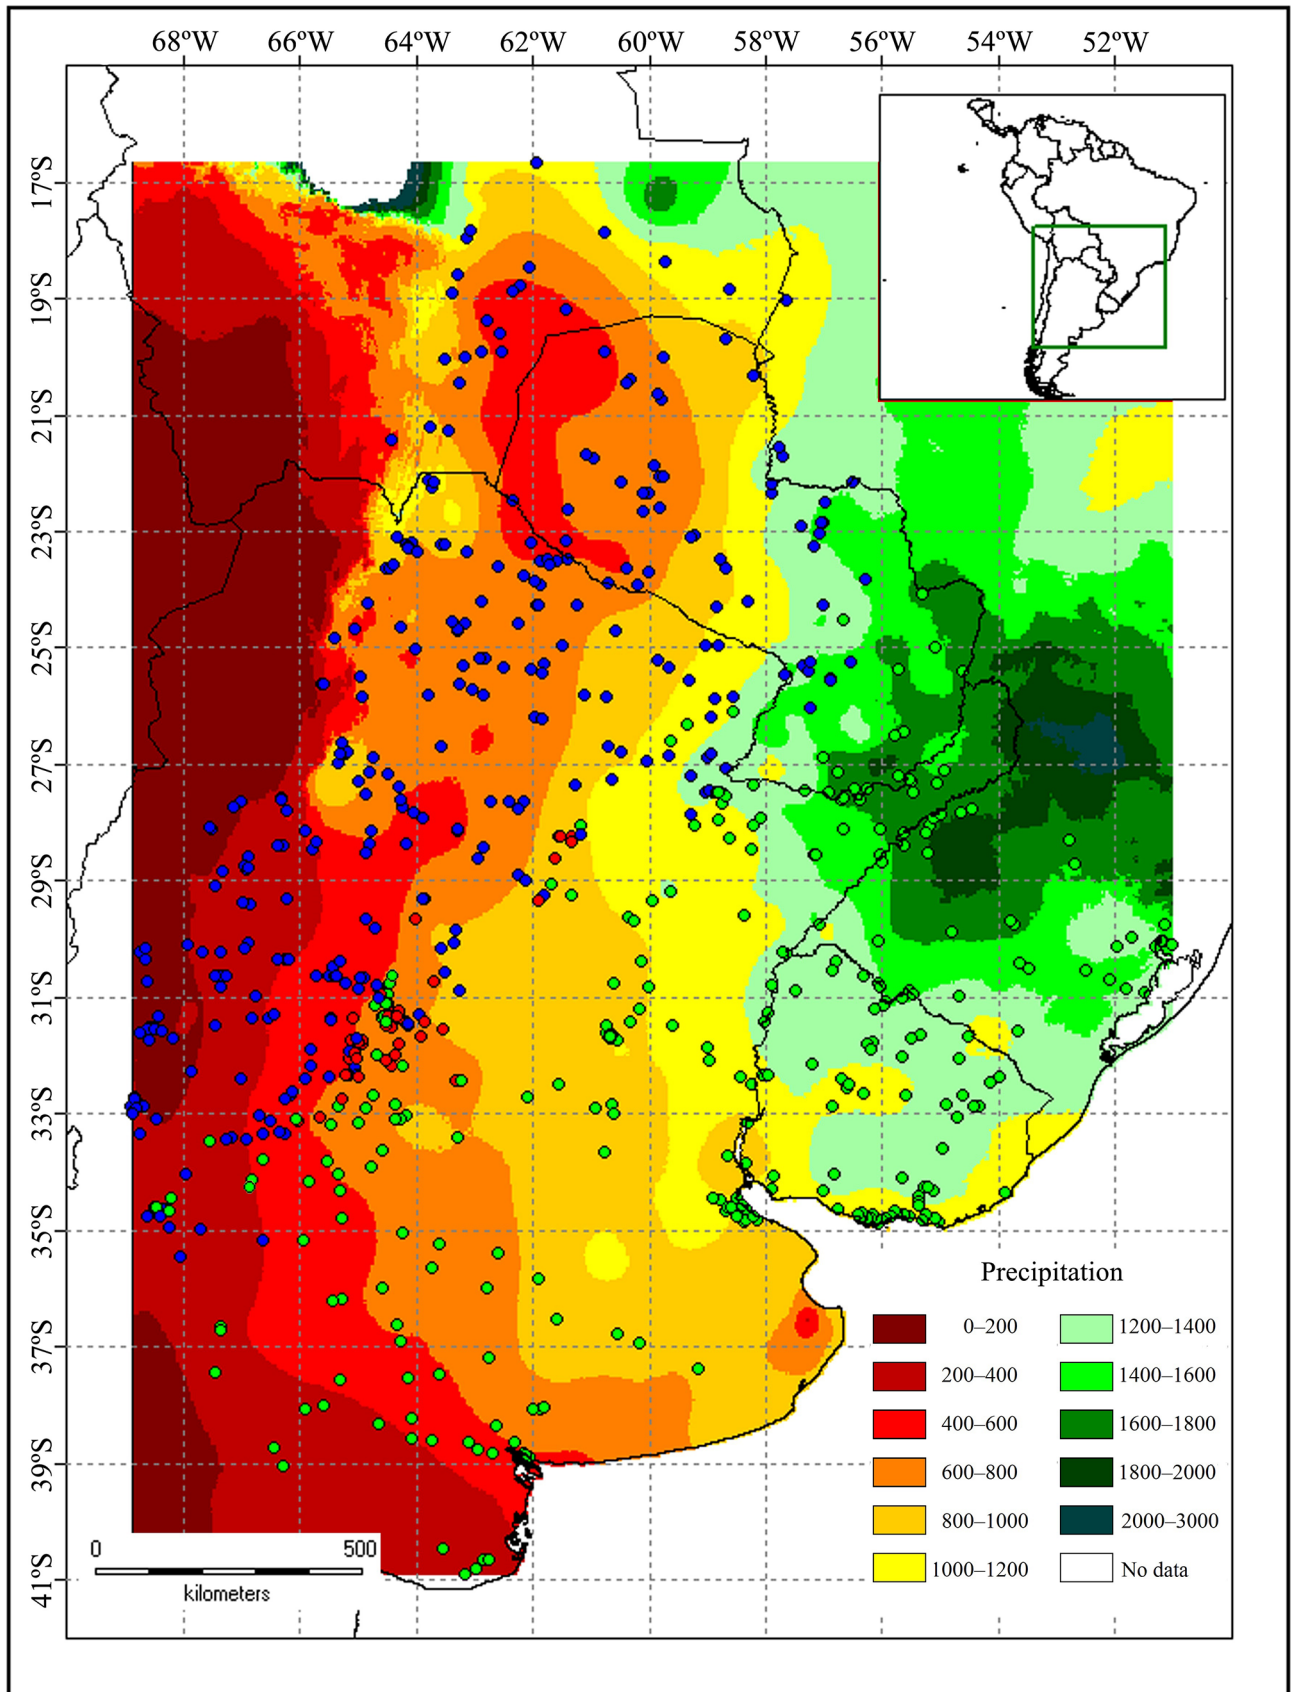 68ºW 66ºW 64ºW 62ºW 60ºW 58ºW 56ºW 54ºW 52ºW
17ºS
19ºS
21ºS
23ºS
25ºS
27ºS
29ºS
31ºS
33ºS
35ºS
37ºS
39ºS
41ºS
Precipitation
0–200
200–400
400–600
600–800
800–1000
1000–1200
1200–1400
1400–1600
1600–1800
1800–2000
2000–3000
No data
0 500
kilometers